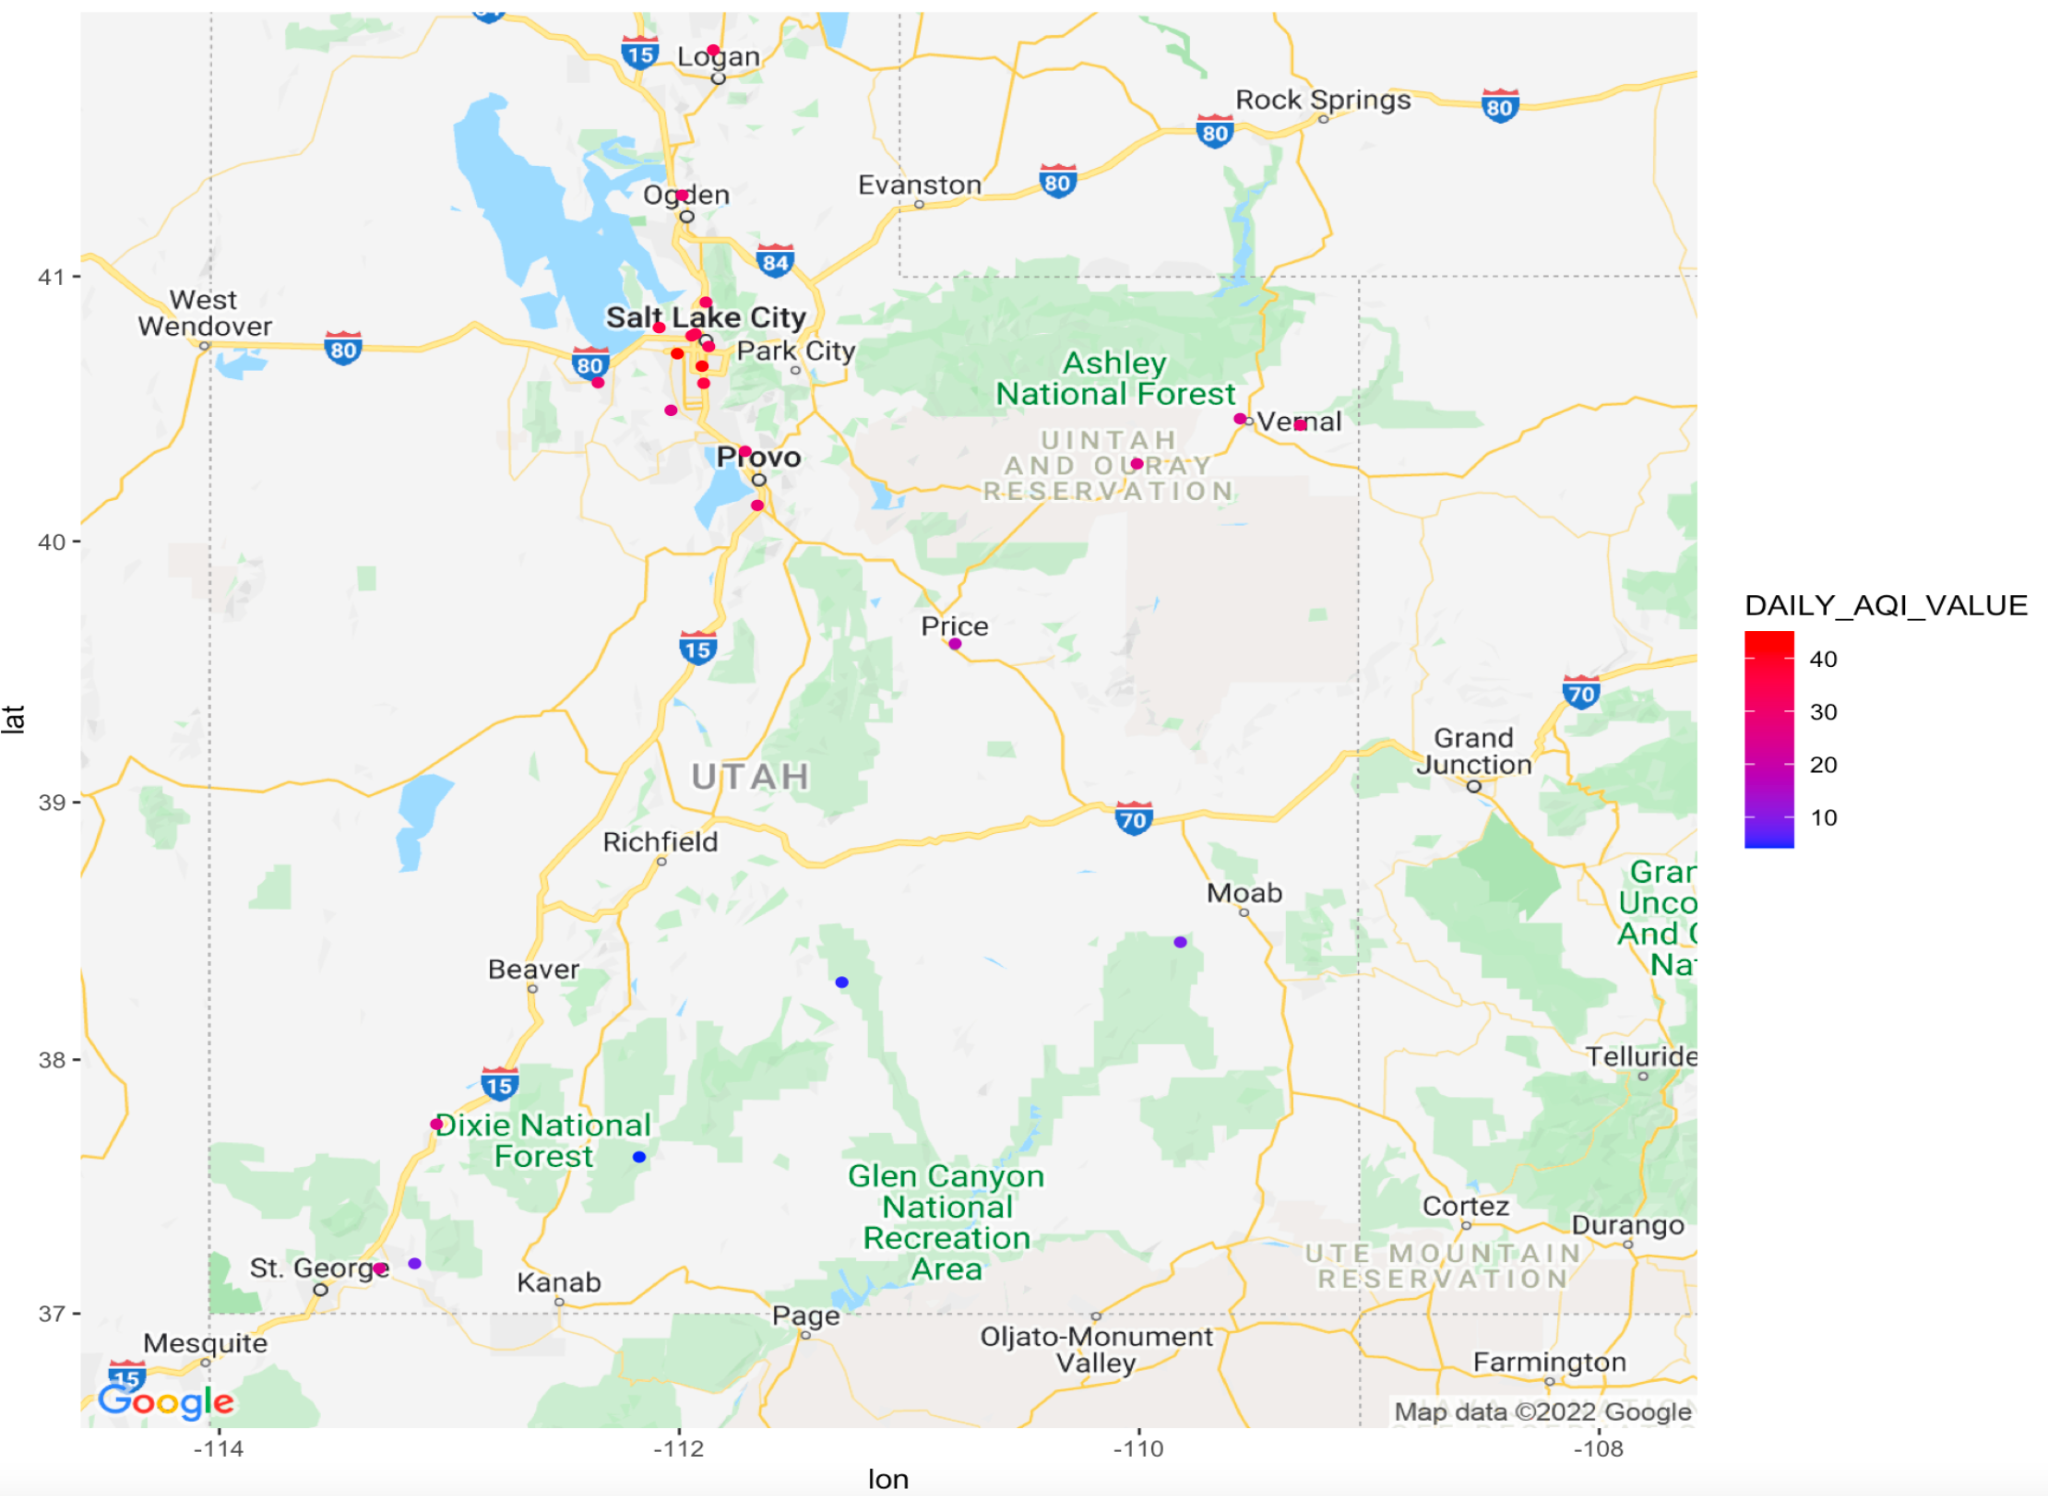 15
Logan
Rock Springs
80
80
80
Evanston
Ogden
84
41
West
Wendover
80
Salt Lake City
Park City
80
Ashley
National Forest
Vernal
UINTAH
AND OURAY
RESERVATION
Provo
40
Price
15
DAILY_AQI_VALUE
40
30
20
10
70
lat
Grand
Junction
UTAH
39
70
Richfield
Moab
Gran
Unco
And
Nat
Beaver
38
Telluride
15
Dixie National
Forest
Glen Canyon
National
Recreation
Area
Cortez
Durango
UTE MOUNTAIN
RESERVATION
St. George
Kanab
37
Page
Oljato-Monument
Valley
Mesquite
Farmington
15
Google
Map data ©2022 Google
-114
-112
-110
-108
lon